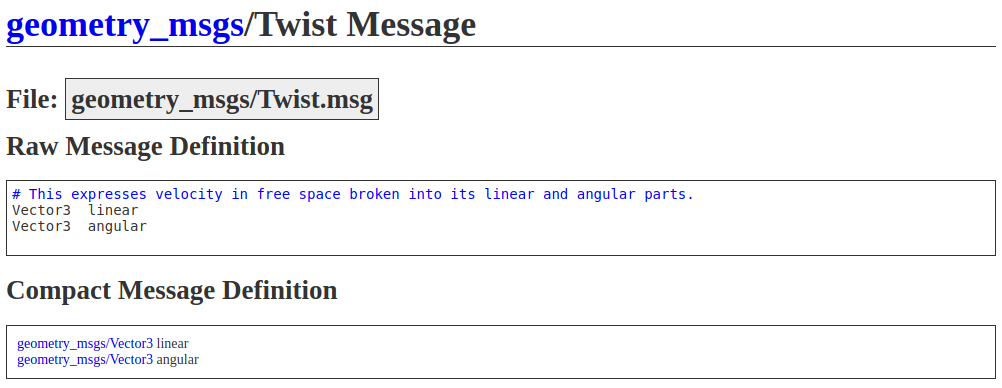 geometry_msgs/Twist Message
File: geometry_msgs/Twist.msg
Raw Message Definition
# This expresses velocity in free space broken into its linear and angular parts.
Vector3  linear
Vector3  angular
Compact Message Definition
geometry_msgs/Vector3 linear
geometry_msgs/Vector3 angular